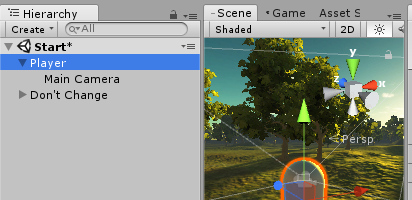 Hierarchy
Create
All
Start*
Player
Main Camera
Don't Change
Scene
Game
Asset S
Shaded
2D
y
z
x
Persp